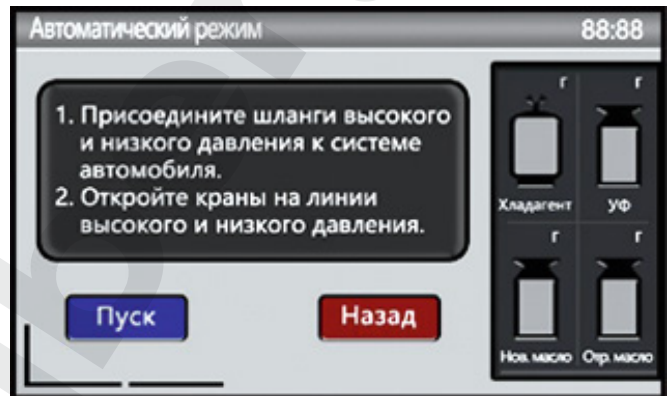 Автоматический режим 88:88
1. Присоедините шланги высокого
и низкого давления к системе
автомобиля.
2. Откройте краны на линии
высокого и низкого давления.
Пуск Назад
г г
Хладагент УФ
г г
Нов. масло Отр. масло